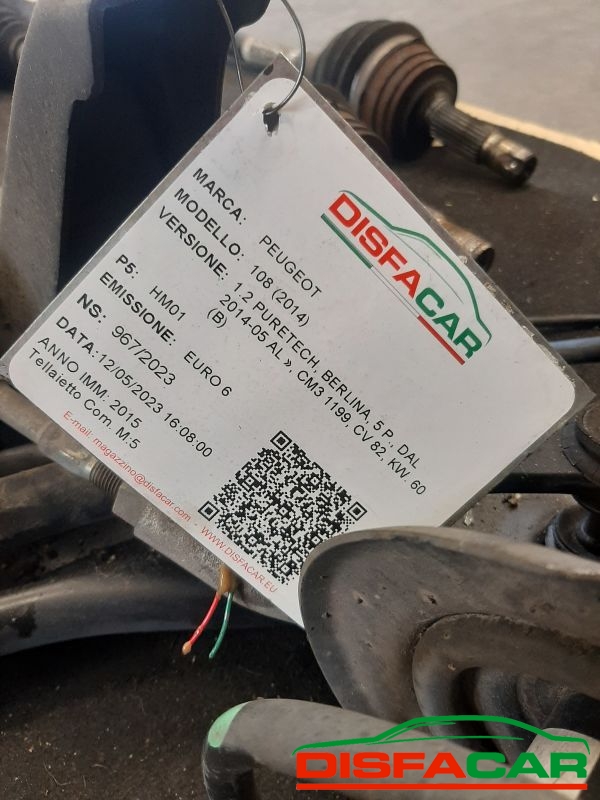 DISFACAR
MARCA: PEUGEOT
MODELLO: 108 (2014)
VERSIONE: 1.2 PURETECH, BERLINA, 5 P., DAL
2014-05 AL », CM3 1199, CV 82, KW. 60
(B)
P5: HM01
EMISSIONE: EURO 6
NS: 967/2023
DATA: 12/05/2023 16:08:00
ANNO IMM: 2015
Tellaietto Com. M.5
E-mail: magazzino@disfacar.com - WWW.DISFACAR.EU
DISFACAR